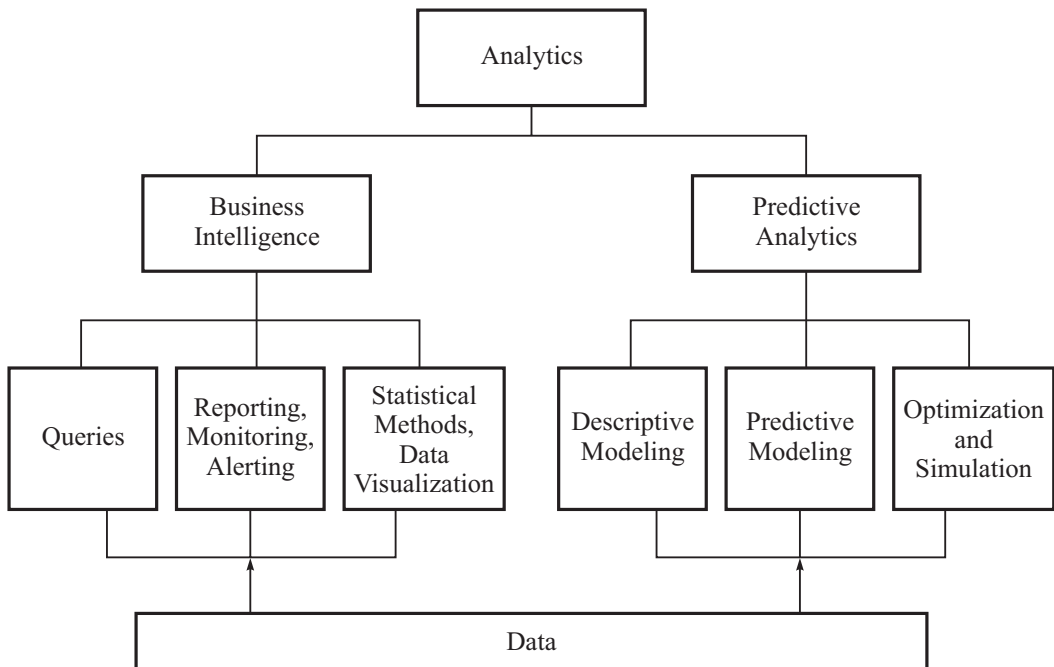 Analytics
Business
Intelligence
Predictive
Analytics
Queries
Reporting,
Monitoring,
Alerting
Statistical
Methods,
Data
Visualization
Descriptive
Modeling
Predictive
Modeling
Optimization
and
Simulation
Data